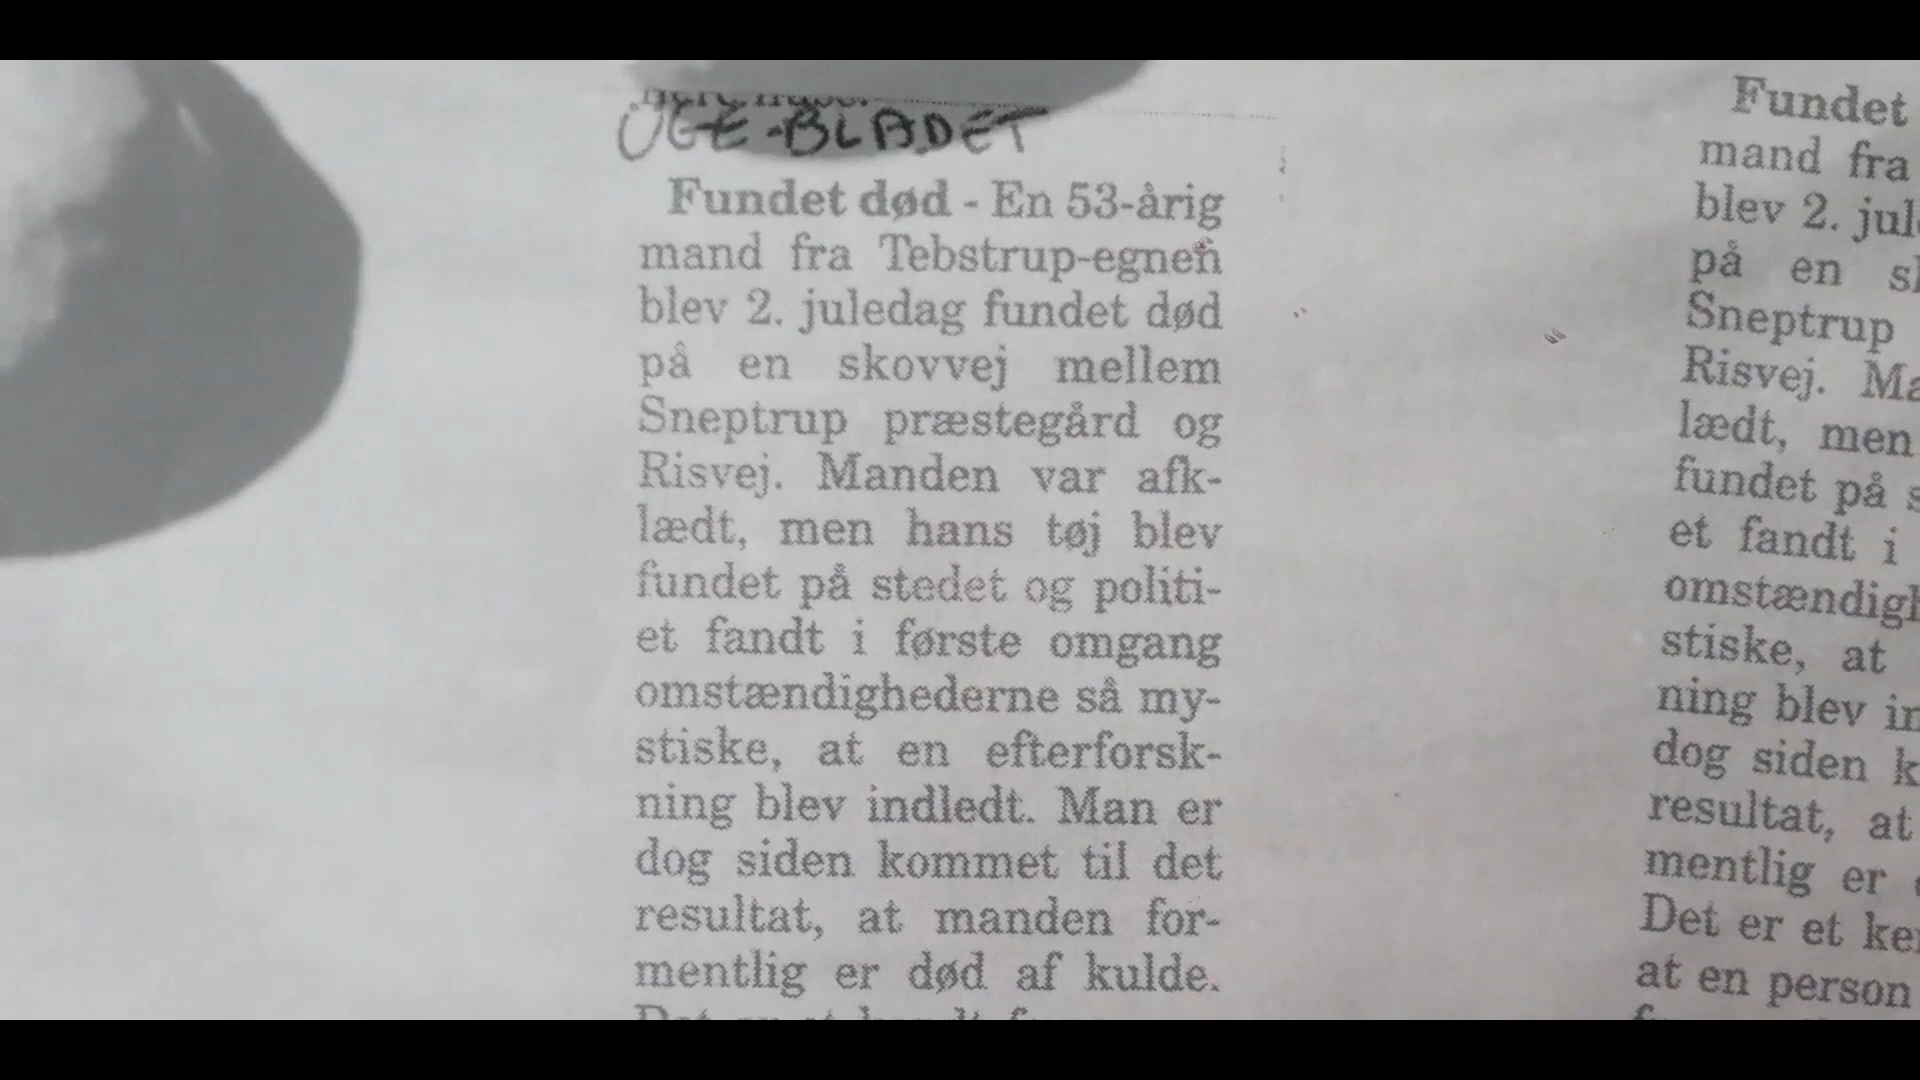 UGE-BLADET
Fundet død - En 53-årig
mand fra Tebstrup-egnen
blev 2. juledag fundet død
på en skovvej mellem
Sneptrup præstegård og
Risvej. Manden var afk-
lædt, men hans tøj blev
fundet på stedet og politi-
et fandt i første omgang
omstændighederne så my-
stiske, at en efterforsk-
ning blev indledt. Man er
dog siden kommet til det
resultat, at manden for-
mentlig er død af kulde.
Fundet
mand fra
blev 2.
på en
Sneptrup
Risvej.
lædt, men
fundet på
et fandt i
stiske, at
ning blev
dog siden
resultat, at
mentlig er
Det er et
at en person